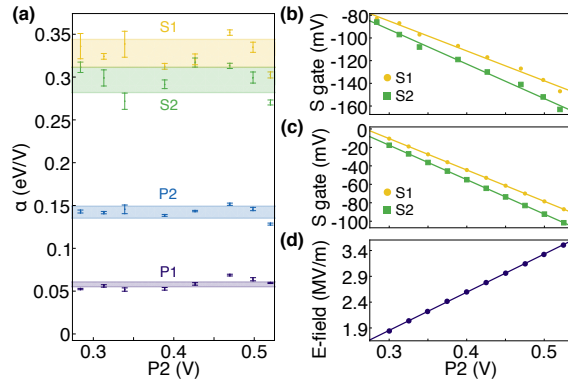 (a)
0.35
0.30
0.25
0.2
0.15
0.1
0.05
0
α (eV/V)
S1
S2
P2
P1
0.3
0.4
0.5
P2 (V)
(b)
-80
-100
-120
-140
-160
S gate (mV)
S1
S2
(c)
0
-20
-40
-60
-80
-100
S gate (mV)
S1
S2
(d)
3.4
2.9
2.4
1.9
E-field (MV/m)
0.3
0.4
0.5
P2 (V)